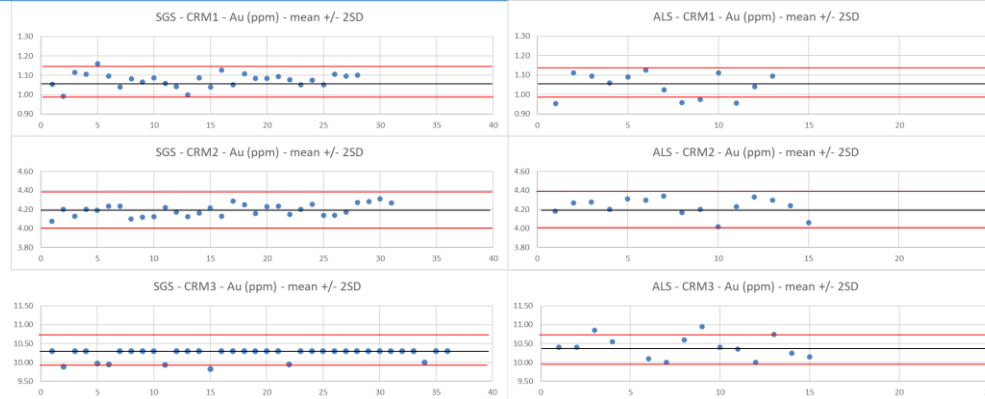 SGS - CRM1 - Au (ppm) - mean +/- 2SD
1.30
1.20
1.10
1.00
0.90
0 5 10 15 20 25 30 35 40
ALS - CRM1 - Au (ppm) - mean +/- 2SD
1.30
1.20
1.10
1.00
0.90
0 5 10 15 20
SGS - CRM2 - Au (ppm) - mean +/- 2SD
4.60
4.40
4.20
4.00
3.80
0 5 10 15 20 25 30 35 40
ALS - CRM2 - Au (ppm) - mean +/- 2SD
4.60
4.40
4.20
4.00
3.80
0 5 10 15 20
SGS - CRM3 - Au (ppm) - mean +/- 2SD
11.50
11.00
10.50
10.00
9.50
0 5 10 15 20 25 30 35 40
ALS - CRM3 - Au (ppm) - mean +/- 2SD
11.50
11.00
10.50
10.00
9.50
0 5 10 15 20